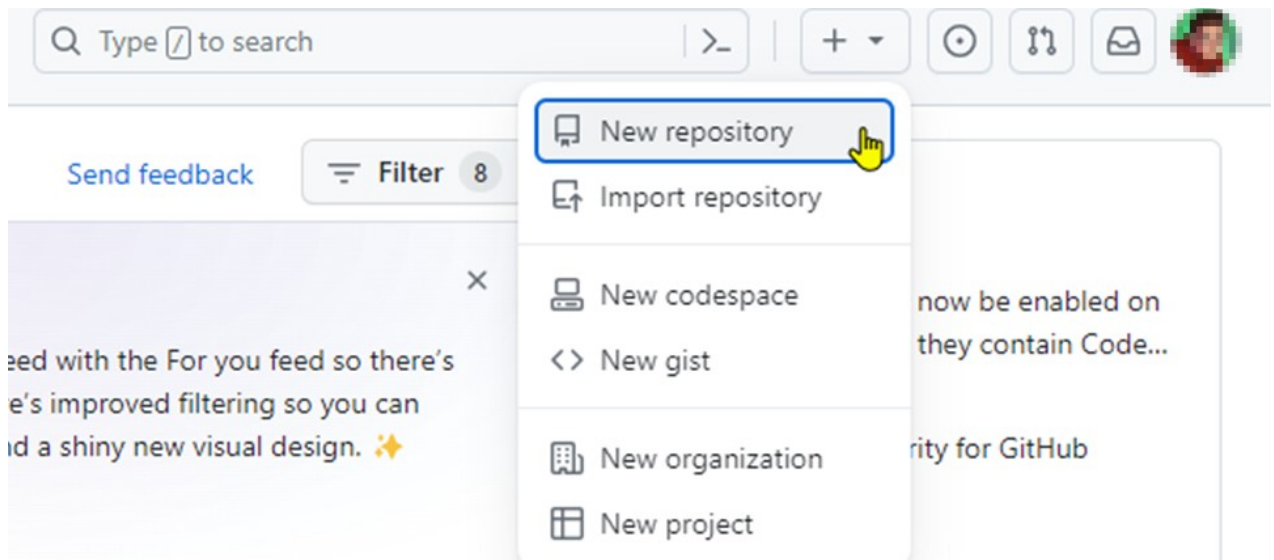 Type / to search
Send feedback
Filter 8
New repository
Import repository
New codespace
New gist
New organization
New project
eed with the For you feed so there's
e's improved filtering so you can
nd a shiny new visual design. ✨
now be enabled on
they contain Code...
rity for GitHub